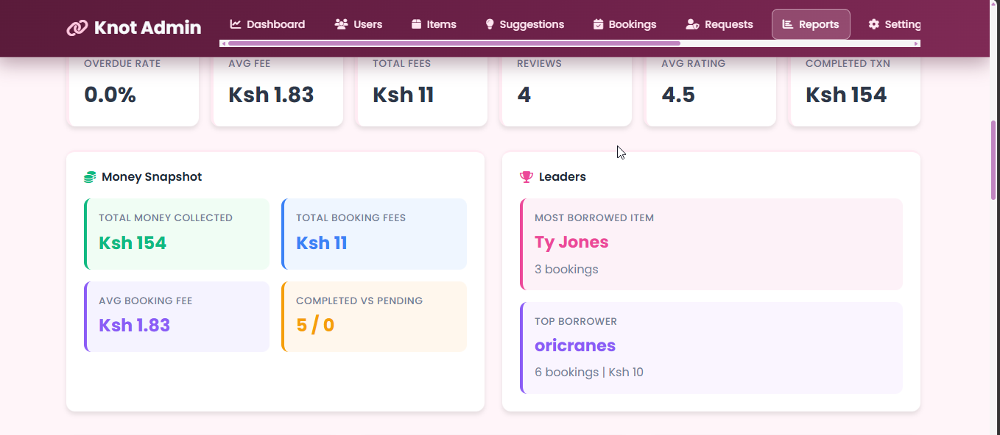 Knot Admin
Dashboard
Users
Items
Suggestions
Bookings
Requests
Reports
Setting
OVERDUE RATE
0.0%
AVG FEE
Ksh 1.83
TOTAL FEES
Ksh 11
REVIEWS
4
AVG RATING
4.5
COMPLETED TXN
Ksh 154
Money Snapshot
TOTAL MONEY COLLECTED
Ksh 154
TOTAL BOOKING FEES
Ksh 11
AVG BOOKING FEE
Ksh 1.83
COMPLETED VS PENDING
5 / 0
Leaders
MOST BORROWED ITEM
Ty Jones
3 bookings
TOP BORROWER
oricranes
6 bookings | Ksh 10